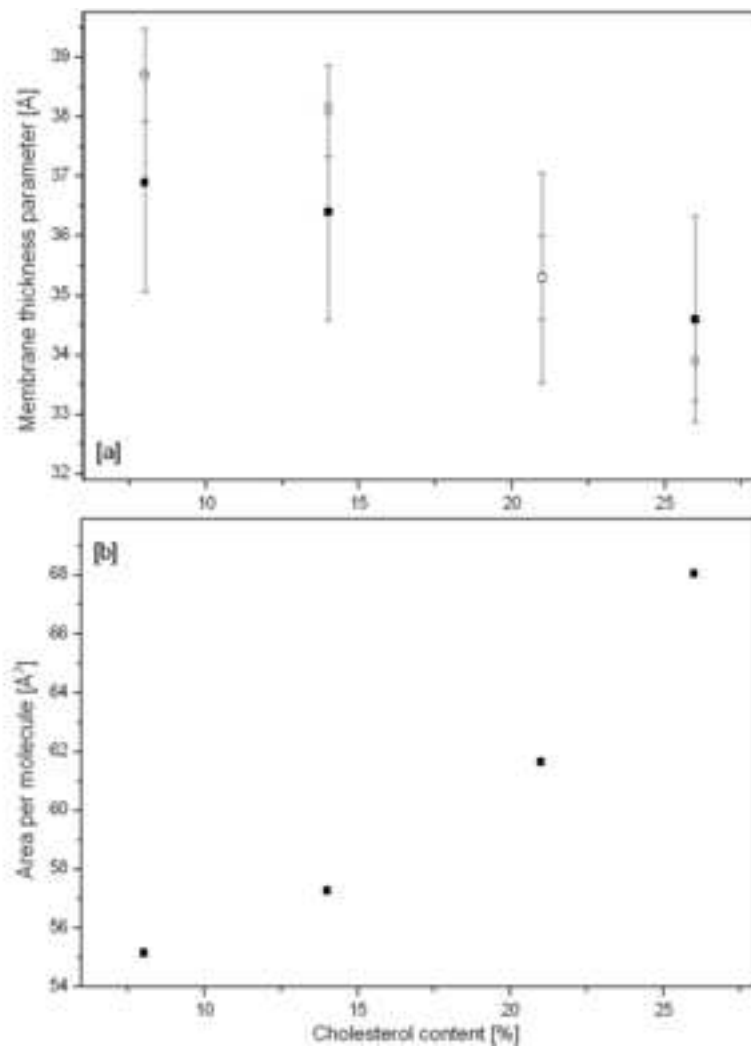 Membrane thickness parameter [Å]
39
38
37
36
35
34
33
32
[a]
10 15 20 25
[b]
Area per molecule [Å²]
68
66
64
62
60
58
56
54
10 15 20 25
Cholesterol content [%]